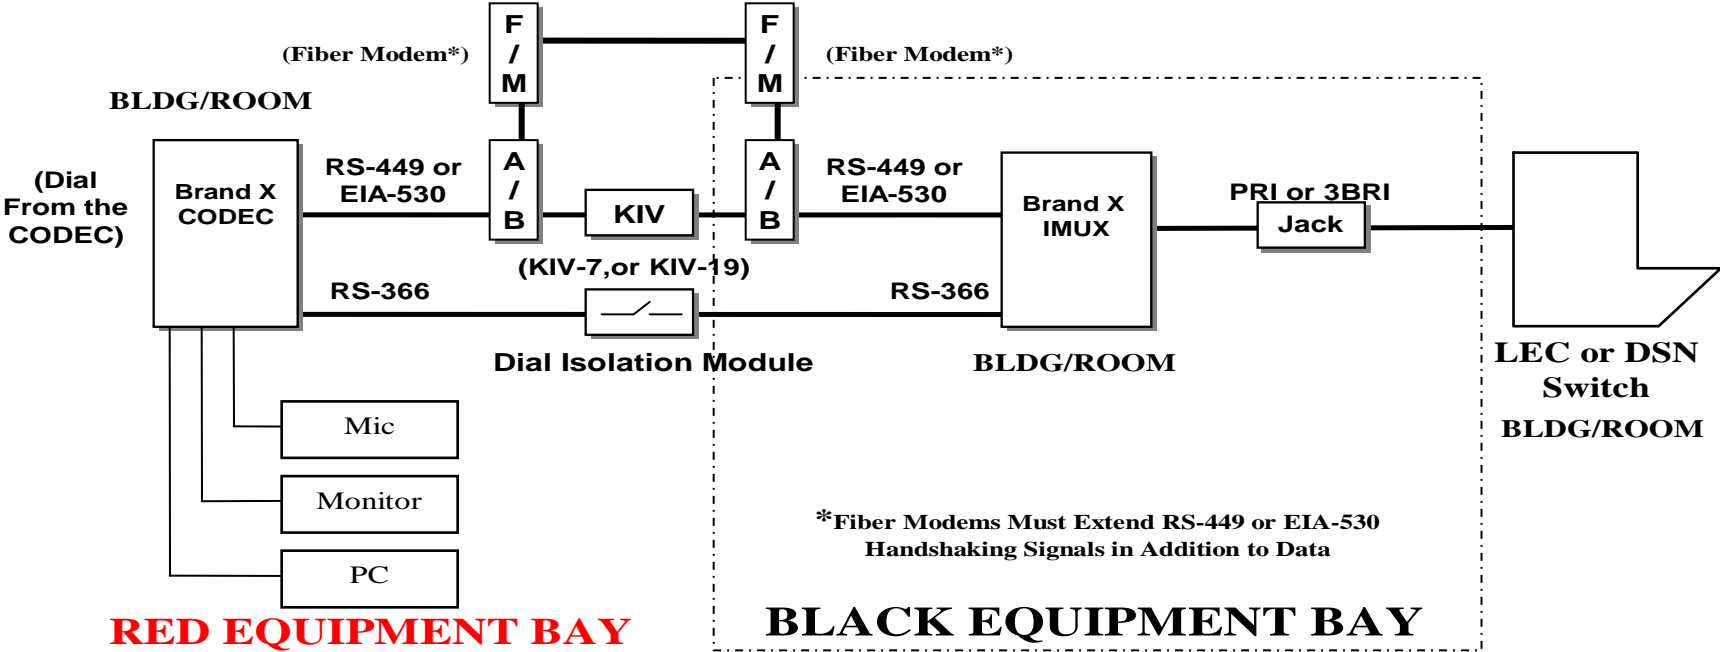 F
/
M
F
/
M
(Fiber Modem*)
(Fiber Modem*)
BLDG/ROOM
(Dial
From the
CODEC)
Brand X
CODEC
RS-449 or
EIA-530
A
/
B
KIV
A
/
B
RS-449 or
EIA-530
Brand X
IMUX
PRI or 3BRI
Jack
(KIV-7,or KIV-19)
RS-366
RS-366
Dial Isolation Module
BLDG/ROOM
LEC or DSN
Switch
BLDG/ROOM
Mic
Monitor
PC
*Fiber Modems Must Extend RS-449 or EIA-530
Handshaking Signals in Addition to Data
RED EQUIPMENT BAY
BLACK EQUIPMENT BAY